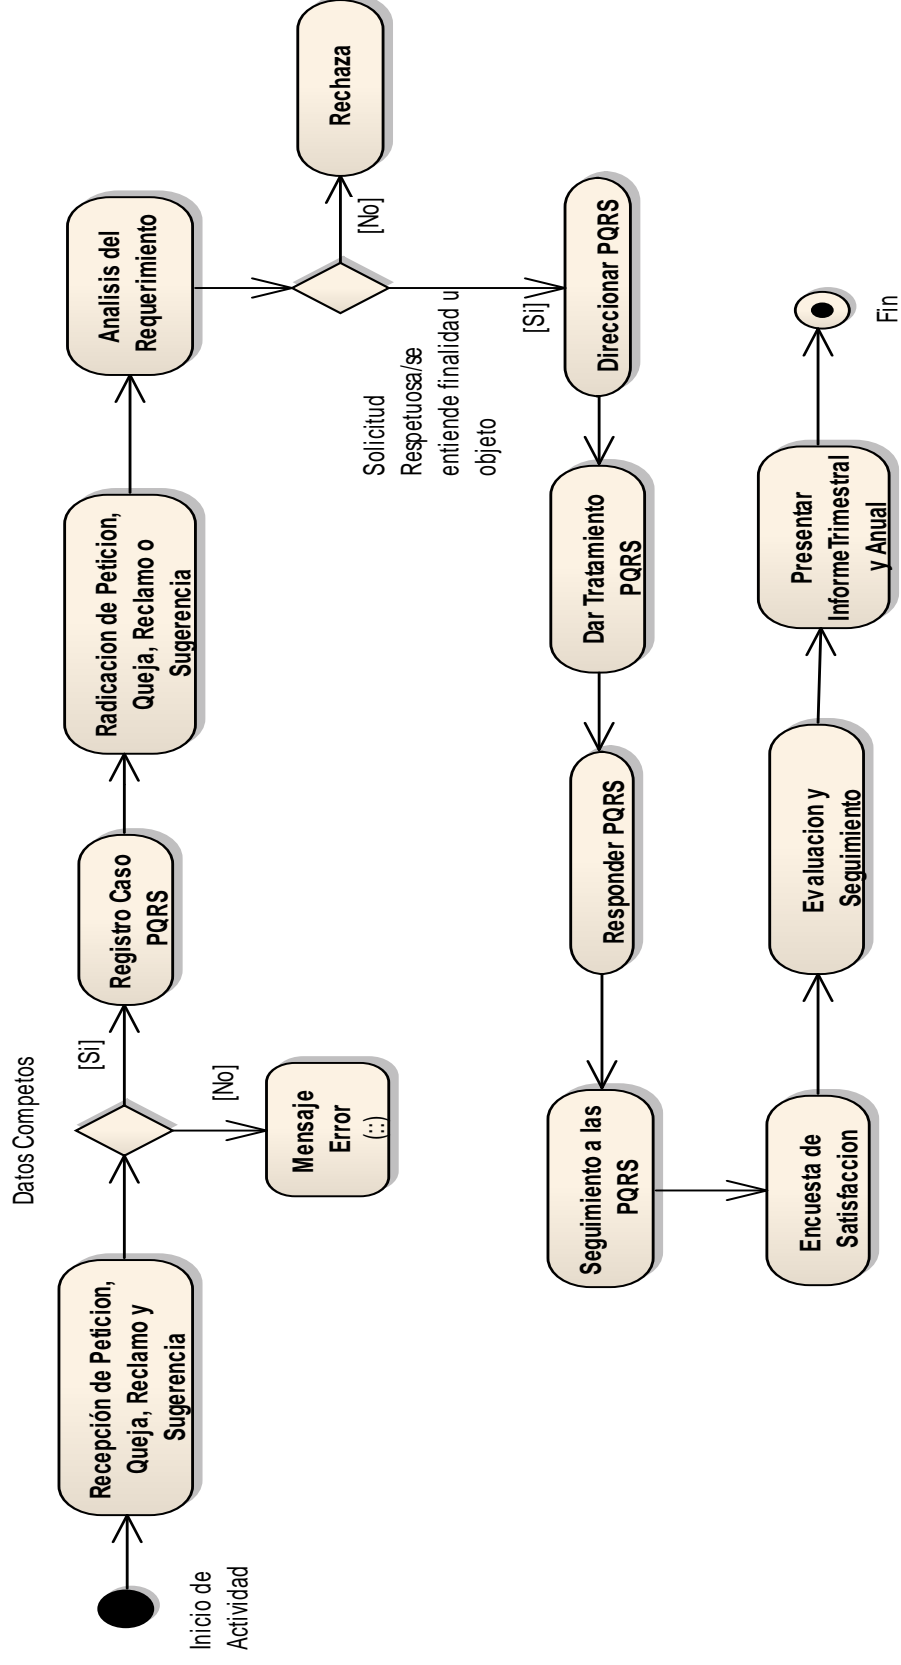 Inicio de
Actividad
Recepción de Peticion,
Queja, Reclamo y
Sugerencia
Datos Competos
[Si]
[No]
Mensaje
Error
(::)
Registro Caso
PQRS
Radicacion de Peticion,
Queja, Reclamo o
Sugerencia
Analisis del
Requerimiento
[No]
Rechaza
Solicitud
Respetuosa/se
entiende finalidad u
objeto
[Si]
Direccionar PQRS
Dar Tratamiento
PQRS
Responder PQRS
Seguimiento a las
PQRS
Encuesta de
Satisfaccion
Evaluacion y
Seguimiento
Presentar
InformeTrimestral
y Anual
Fin